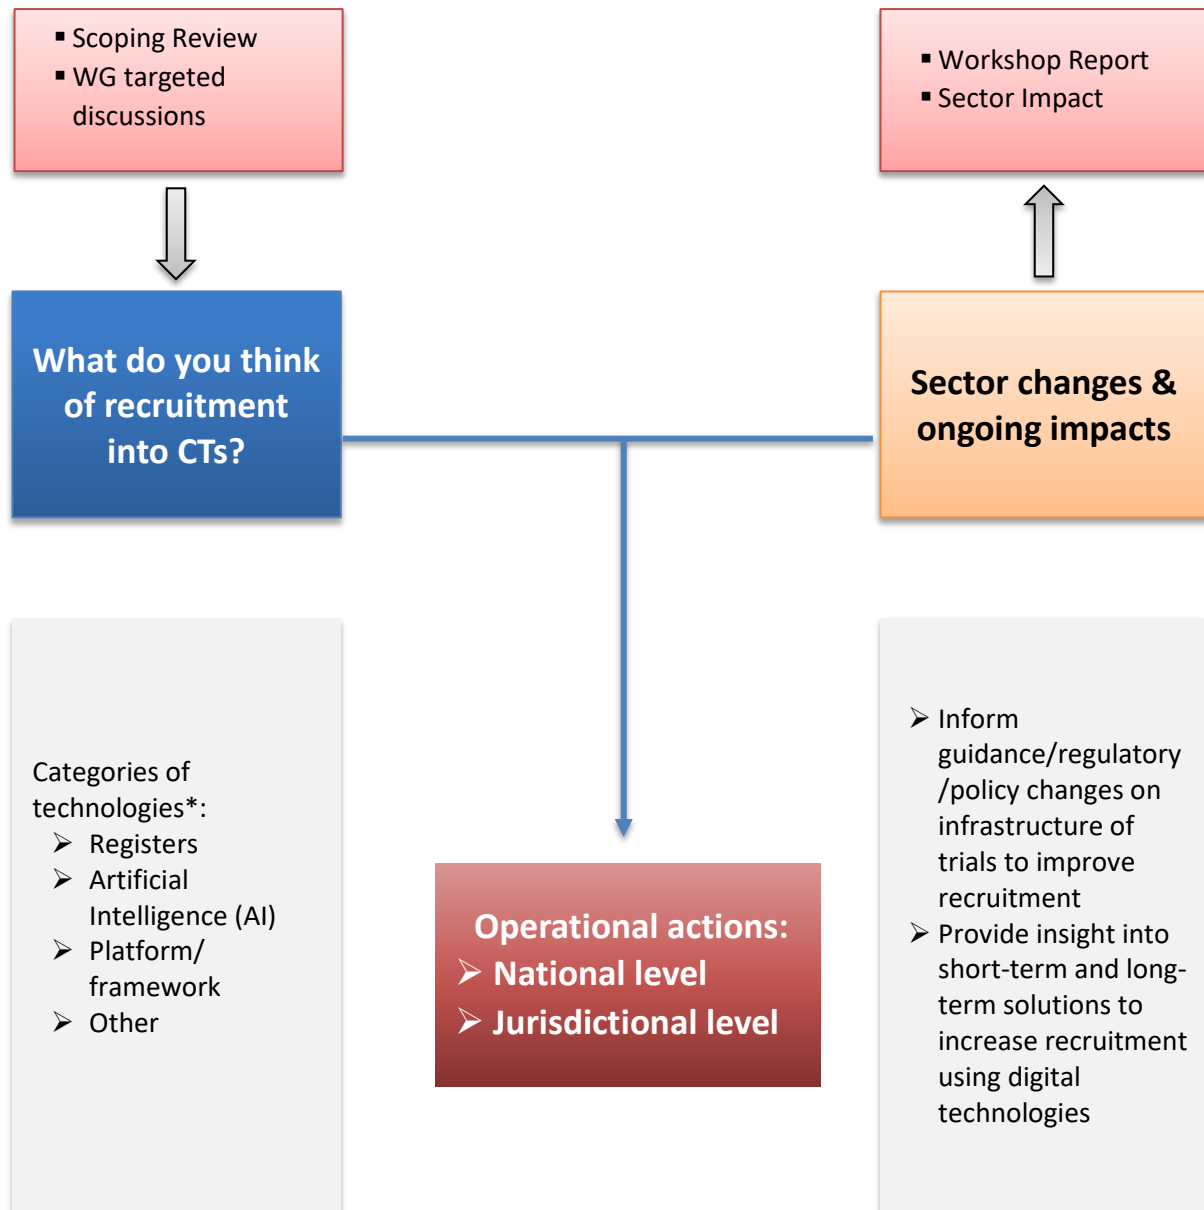 ▪ Scoping Review
▪ WG targeted
discussions
▪ Workshop Report
▪ Sector Impact
What do you think
of recruitment
into CTs?
Sector changes &
ongoing impacts
Categories of
technologies*:
➢ Registers
➢ Artificial
Intelligence (AI)
➢ Platform/
framework
➢ Other
Operational actions:
➢ National level
➢ Jurisdictional level
➢ Inform
guidance/regulatory
/policy changes on
infrastructure of
trials to improve
recruitment
➢ Provide insight into
short-term and long-
term solutions to
increase recruitment
using digital
technologies